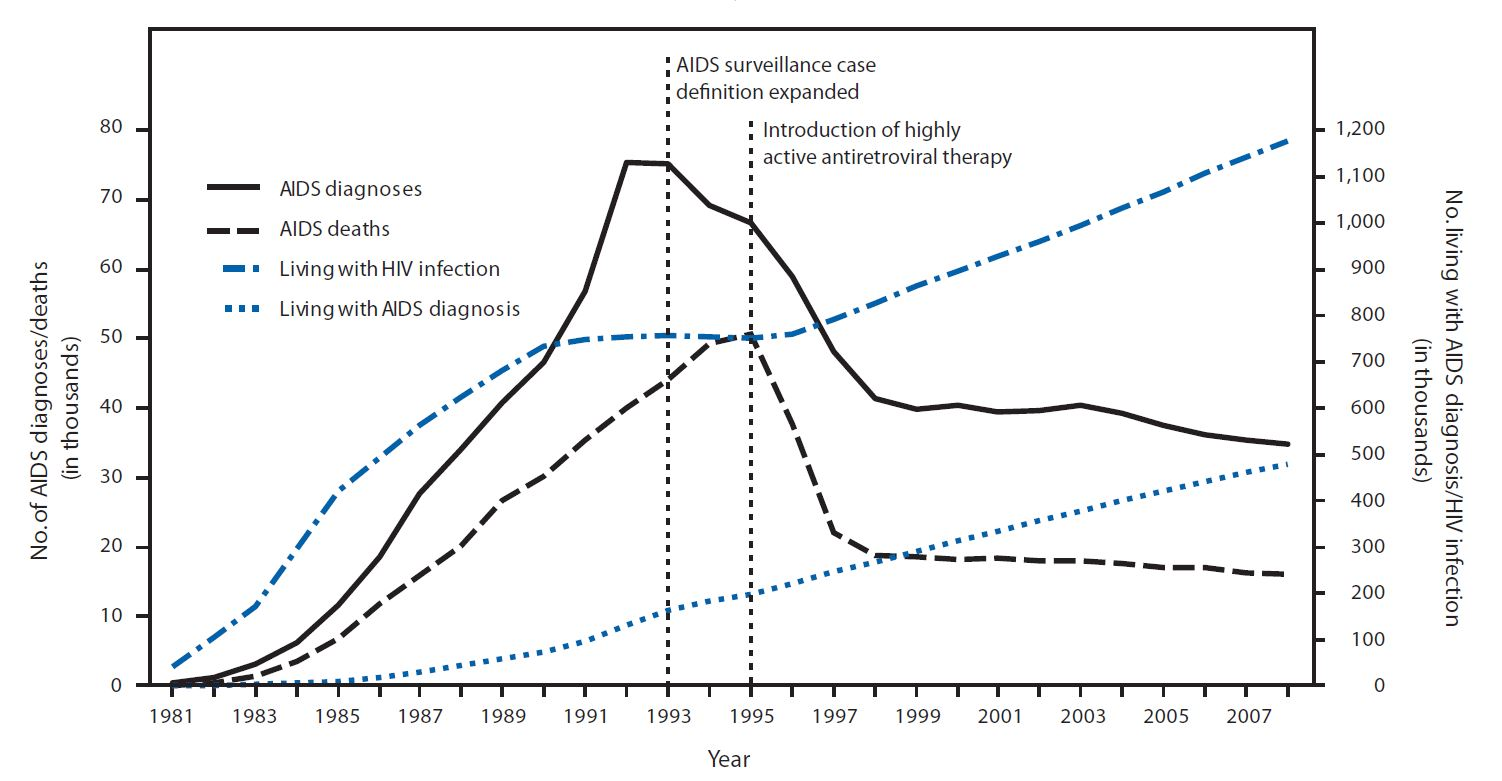 AIDS surveillance case
definition expanded
Introduction of highly
active antiretroviral therapy
AIDS diagnoses
AIDS deaths
Living with HIV infection
Living with AIDS diagnosis
No. of AIDS diagnoses/deaths
(in thousands)
80
70
60
50
40
30
20
10
0
1,200
1,100
1,000
900
800
700
600
500
400
300
200
100
0
No. living with AIDS diagnosis/HIV infection
(in thousands)
1981 1983 1985 1987 1989 1991 1993 1995 1997 1999 2001 2003 2005 2007
Year